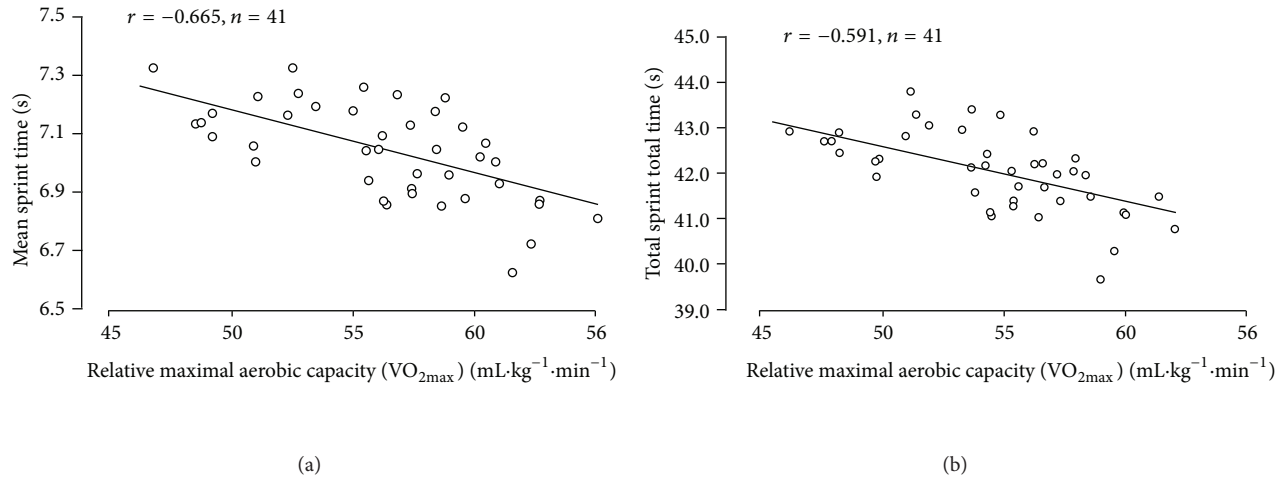 r = −0.665, n = 41
7.5
7.3
7.1
6.9
6.7
6.5
Mean sprint time (s)
45 50 55 60 56
Relative maximal aerobic capacity (VO2max) (mL·kg−1·min−1)
(a)
r = −0.591, n = 41
45.0
44.0
43.0
42.0
41.0
40.0
39.0
Total sprint total time (s)
45 50 55 60 56
Relative maximal aerobic capacity (VO2max) (mL·kg−1·min−1)
(b)